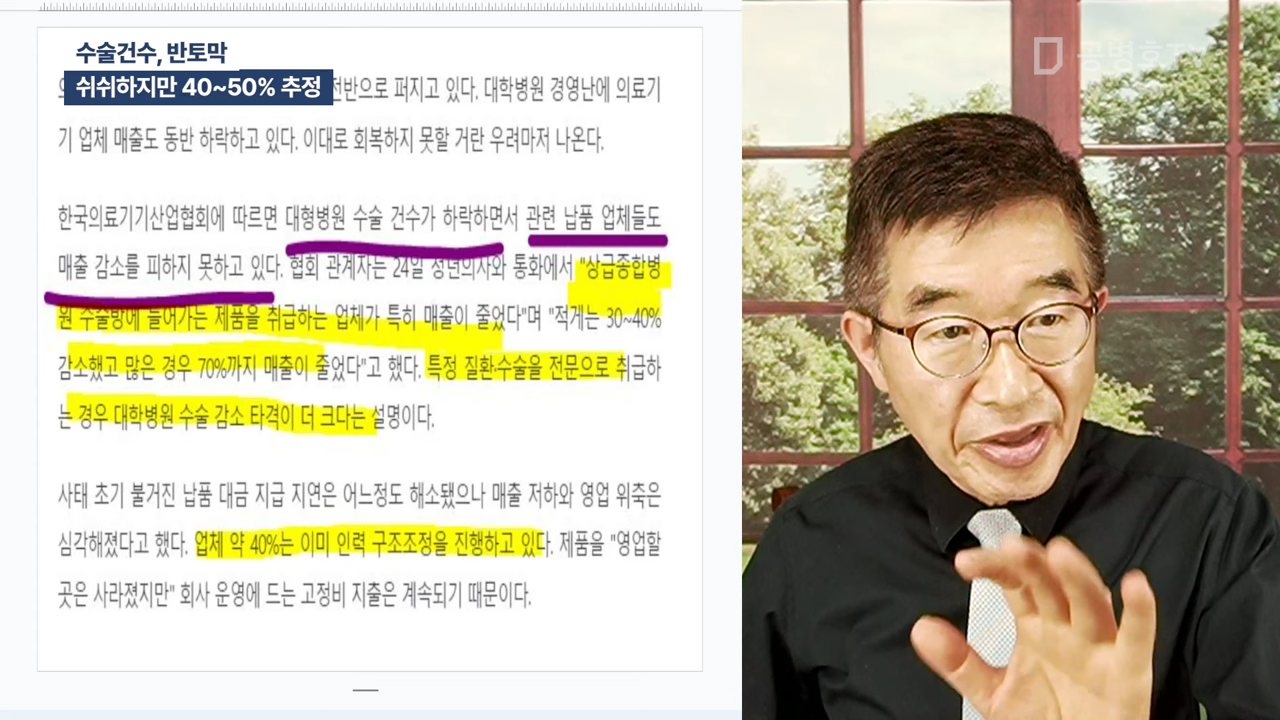 수술건수, 반토막
쉬쉬하지만 40~50% 추정
전반으로 퍼지고 있다. 대학병원 경영난에 의료기
기 업체 매출도 동반 하락하고 있다. 이대로 회복하지 못할 거란 우려마저 나온다.
한국의료기기산업협회에 따르면 대형병원 수술 건수가 하락하면서 관련 납품 업체들도
매출 감소를 피하지 못하고 있다. 협회 관계자는 24일 청년의사와 통화에서 "상급종합병
원 수술방에 들어가는 제품을 취급하는 업체가 특히 매출이 줄었다"며 "적게는 30~40%
감소했고 많은 경우 70%까지 매출이 줄었다"고 했다. 특정 질환·수술을 전문으로 취급하
는 경우 대학병원 수술 감소 타격이 더 크다는 설명이다.
사태 초기 불거진 납품 대금 지급 지연은 어느정도 해소됐으나 매출 저하와 영업 위축은
심각해졌다고 했다. 업체 약 40%는 이미 인력 구조조정을 진행하고 있다. 제품을 "영업할
곳은 사라졌지만" 회사 운영에 드는 고정비 지출은 계속되기 때문이다.